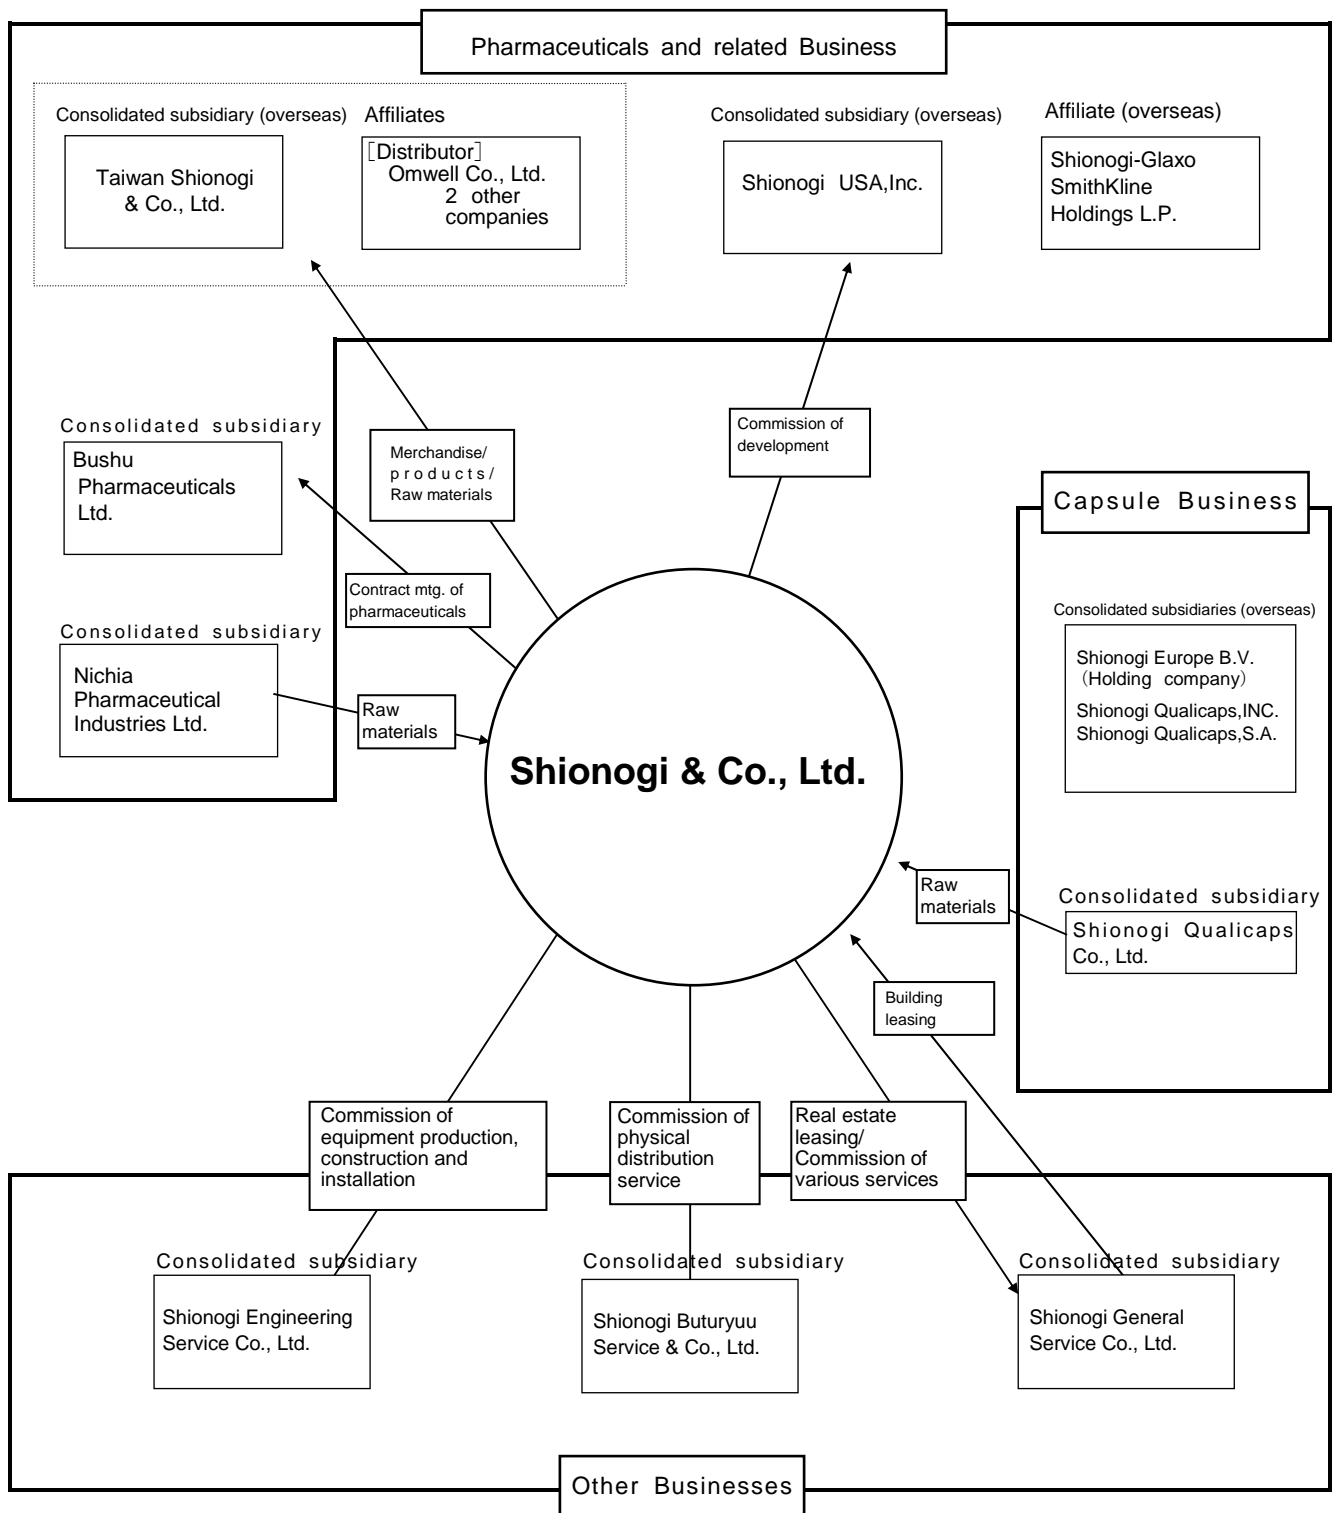 Pharmaceuticals and related Business
Consolidated subsidiary (overseas)
Taiwan Shionogi
& Co., Ltd.
Affiliates
［Distributor］
Omwell Co., Ltd.
2 other
companies
Consolidated subsidiary (overseas)
Shionogi USA,Inc.
Affiliate (overseas)
Shionogi-Glaxo
SmithKline
Holdings L.P.
Consolidated subsidiary
Bushu
Pharmaceuticals
Ltd.
Merchandise/
products/
Raw materials
Commission of
development
Contract mtg. of
pharmaceuticals
Consolidated subsidiary
Nichia
Pharmaceutical
Industries Ltd.
Raw
materials
Shionogi & Co., Ltd.
Capsule Business
Consolidated subsidiaries (overseas)
Shionogi Europe B.V.
（Holding company）
Shionogi Qualicaps,INC.
Shionogi Qualicaps,S.A.
Raw
materials
Consolidated subsidiary
Shionogi Qualicaps
Co., Ltd.
Building
leasing
Commission of
equipment production,
construction and
installation
Commission of
physical
distribution
service
Real estate
leasing/
Commission of
various services
Consolidated subsidiary
Shionogi Engineering
Service Co., Ltd.
Consolidated subsidiary
Shionogi Buturyuu
Service & Co., Ltd.
Consolidated subsidiary
Shionogi General
Service Co., Ltd.
Other Businesses